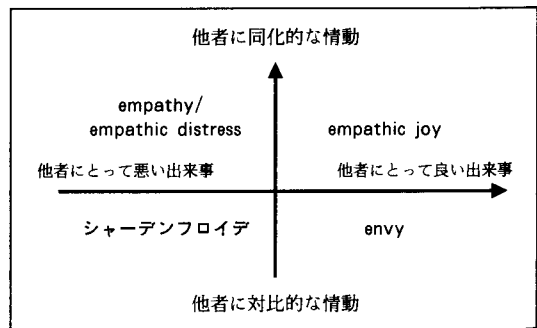 他者に同化的な情動
empathy/
empathic distress
empathic joy
他者にとって悪い出来事
他者にとって良い出来事
シャーデンフロイデ
envy
他者に対比的な情動